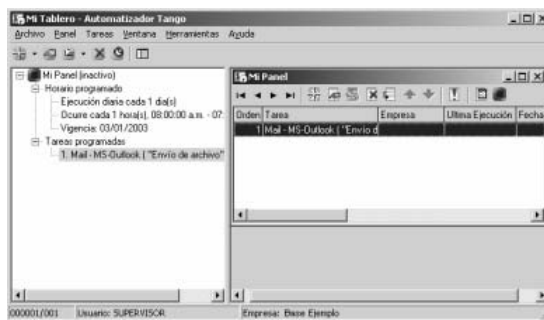 Mi Tablero - Automatizador Tango
Archivo Panel Tareas Ventana Herramientas Ayuda
Mi Panel (inactivo)
Horario programado
Ejecución diaria cada 1 día(s)
Ocurre cada 1 hora(s), 08:00:00 a.m. - 07:
Vigencia: 03/01/2003
Tareas programadas
1. Mail - MS-Outlook ( "Envío de archivo"
Mi Panel
Orden Tarea Empresa Ultima Ejecución Fecha
1 Mail - MS-Outlook ( "Envío d
000001/001 Usuario: SUPERVISOR Empresa: Base Ejemplo